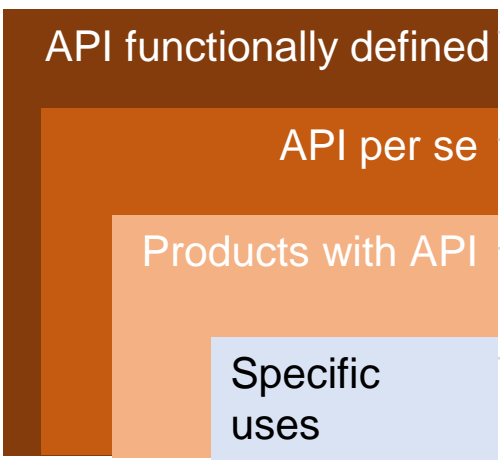 API functionally defined
API per se
Products with API
Specific
uses